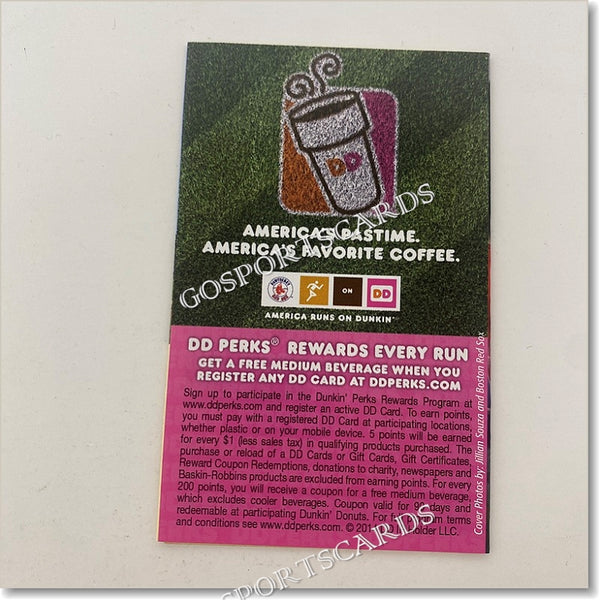 DD
AMERICA'S PASTIME.
AMERICA'S FAVORITE COFFEE.
ON
DD
AMERICA RUNS ON DUNKIN'
DD PERKS® REWARDS EVERY RUN
GET A FREE MEDIUM BEVERAGE WHEN YOU
REGISTER ANY DD CARD AT DDPERKS.COM
Sign up to participate in the Dunkin' Perks Rewards Program at
www.ddperks.com and register an active DD Card. To earn points,
you must pay with a registered DD Card at participating locations,
whether plastic or on your mobile device. 5 points will be earned
for every $1 (less sales tax) in qualifying products purchased. The
purchase or reload of a DD Cards or Gift Cards, Gift Certificates,
Reward Coupon Redemptions, donations to charity, newspapers and
Baskin-Robbins products are excluded from earning points. For every
200 points, you will receive a coupon for a free medium beverage,
which excludes cooler beverages. Coupon valid for days and
redeemable at participating Dunkin' Donuts. For full program terms
and conditions see www.ddperks.com. © Holder LLC.
Cover Photos by: Jillian Souza and Boston Red Sox
GOSPORTSCARDS
GOSPORTSCARDS